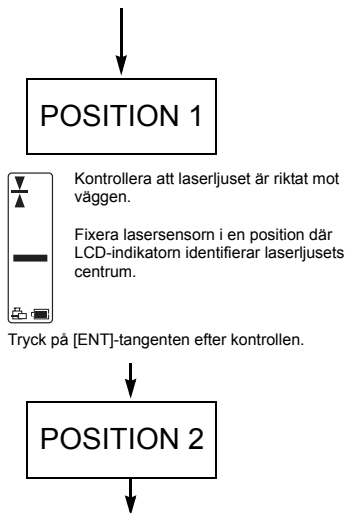 POSITION 1
Kontrollera att laserljuset är riktat mot
väggen.
Fixera lasersensorn i en position där
LCD-indikatorn identifierar laserljusets
centrum.
Tryck på [ENT]-tangenten efter kontrollen.
POSITION 2